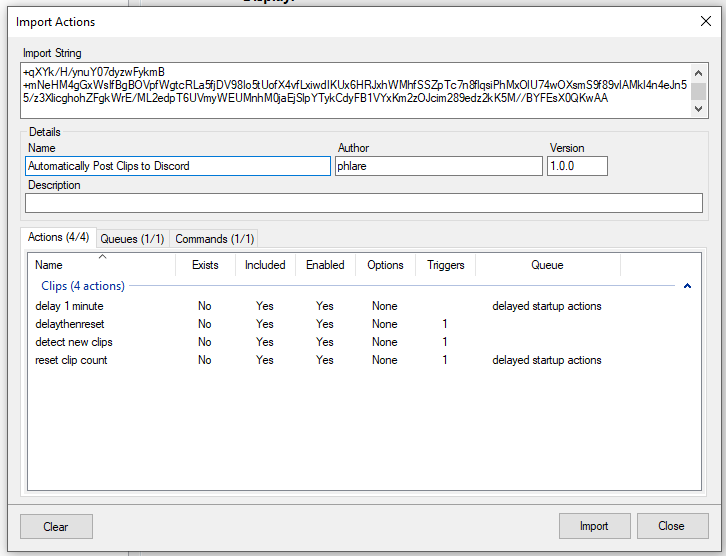 Display:
Import Actions
Import String
+qXYk/H/ynuY07dyzwFykmB
+mNeHM4gGxWsIfBgBOVpfWgtcRLa5fjDV98Io5tUofX4vfLxiwdIKUx6HRJxhWMhfSSZpTc7n8flqsiPhMxOlU74wOXsmS9f89vIAMkl4n4eJn5
5/z3XlicghohZFgkWrE/ML2edpT6UVmyWEUMnhM0jaEjSlpYTykCdyFB1VYxKm2zOJcim289edz2kK5M//BYFEsX0QKwAA
Details
Name Author Version
Automatically Post Clips to Discord phlare 1.0.0
Description
Actions (4/4) Queues (1/1) Commands (1/1)
Name Exists Included Enabled Options Triggers Queue
Clips (4 actions)
delay 1 minute No Yes Yes None delayed startup actions
delaythenreset No Yes Yes None 1
detect new clips No Yes Yes None 1
reset clip count No Yes Yes None 1 delayed startup actions
Clear Import Close